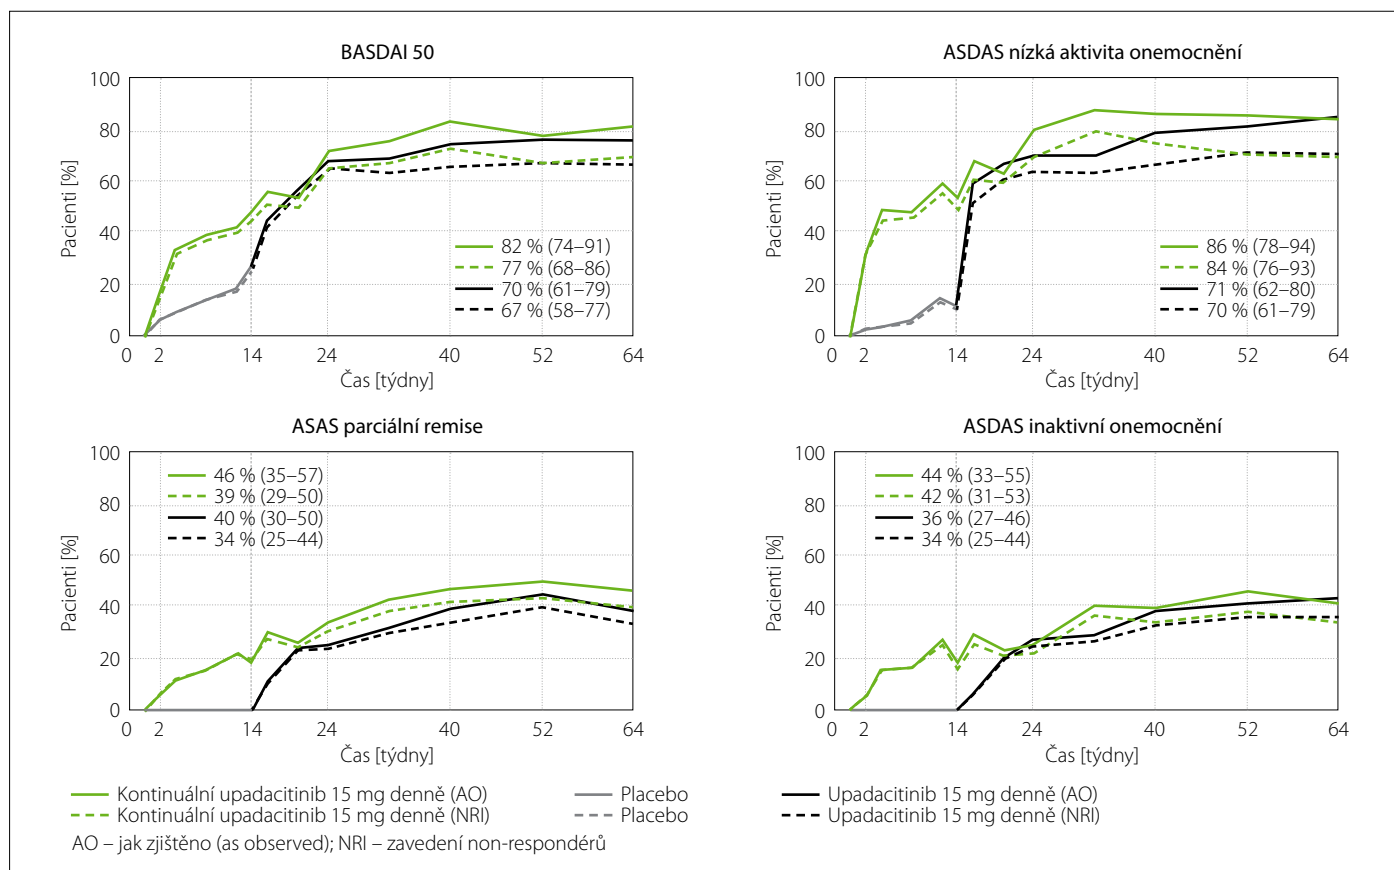 BASDAI 50
Pacienti [%]
100
80
60
40
20
0
82 % (74–91)
77 % (68–86)
70 % (61–79)
67 % (58–77)
0 2 14 24 40 52 64
Čas [týdny]
ASDAS nízká aktivita onemocnění
Pacienti [%]
100
80
60
40
20
0
86 % (78–94)
84 % (76–93)
71 % (62–80)
70 % (61–79)
0 2 14 24 40 52 64
Čas [týdny]
ASAS parciální remise
Pacienti [%]
100
80
60
40
20
0
46 % (35–57)
39 % (29–50)
40 % (30–50)
34 % (25–44)
0 2 14 24 40 52 64
Čas [týdny]
ASDAS inaktivní onemocnění
Pacienti [%]
100
80
60
40
20
0
44 % (33–55)
42 % (31–53)
36 % (27–46)
34 % (25–44)
0 2 14 24 40 52 64
Čas [týdny]
Kontinuální upadacitinib 15 mg denně (AO) Placebo Upadacitinib 15 mg denně (AO)
Kontinuální upadacitinib 15 mg denně (NRI) Placebo Upadacitinib 15 mg denně (NRI)
AO – jak zjištěno (as observed); NRI – zavedení non-respondérů